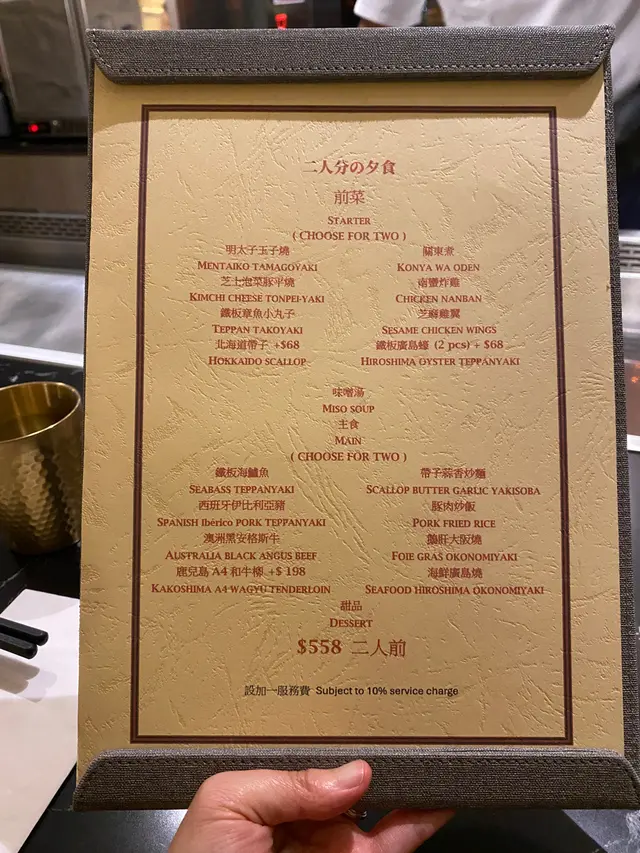 二人分の夕食
前菜
STARTER
( CHOOSE FOR TWO )
明太子玉子燒
MENTAIKO TAMAGOYAKI
芝士泡菜豚平燒
KIMCHI CHEESE TONPEI-YAKI
鐵板章魚小丸子
TEPPAN TAKOYAKI
北海道帶子 +$68
HOKKAIDO SCALLOP
關東煮
KONYA WA ODEN
南蠻炸雞
CHICKEN NANBAN
芝麻雞翼
SESAME CHICKEN WINGS
鐵板廣島蠔 (2 pcs) + $68
HIROSHIMA OYSTER TEPPANYAKI
味噌湯
MISO SOUP
主食
MAIN
( CHOOSE FOR TWO )
鐵板海鱸魚
SEABASS TEPPANYAKI
西班牙伊比利亞豬
SPANISH Ibérico PORK TEPPANYAKI
澳洲黑安格斯牛
AUSTRALIA BLACK ANGUS BEEF
鹿兒島 A4 和牛柳 +$ 198
KAKOSHIMA A4 WAGYU TENDERLOIN
帶子蒜香炒麵
SCALLOP BUTTER GARLIC YAKISOBA
豚肉炒飯
PORK FRIED RICE
鵝肝大阪燒
FOIE GRAS OKONOMIYAKI
海鮮廣島燒
SEAFOOD HIROSHIMA OKONOMIYAKI
甜品
DESSERT
$558 二人前
設加一服務費 Subject to 10% service charge